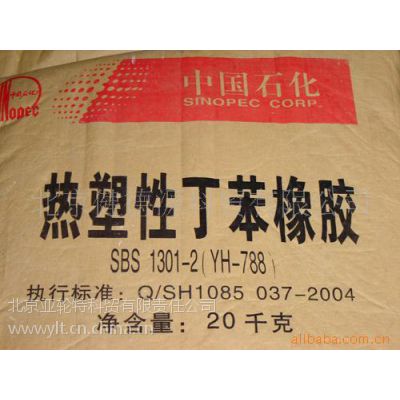 中国石化
Sinopec
SINOPEC CORP.
热塑性丁苯橡胶
SBS 1301-2(YH-788)
执行标准：Q/SH1085 037-2004
北京亚轮特科贸有限责任公司
www.ylt.cn.china.cn
净含量：20千克
alibaba.com.cn